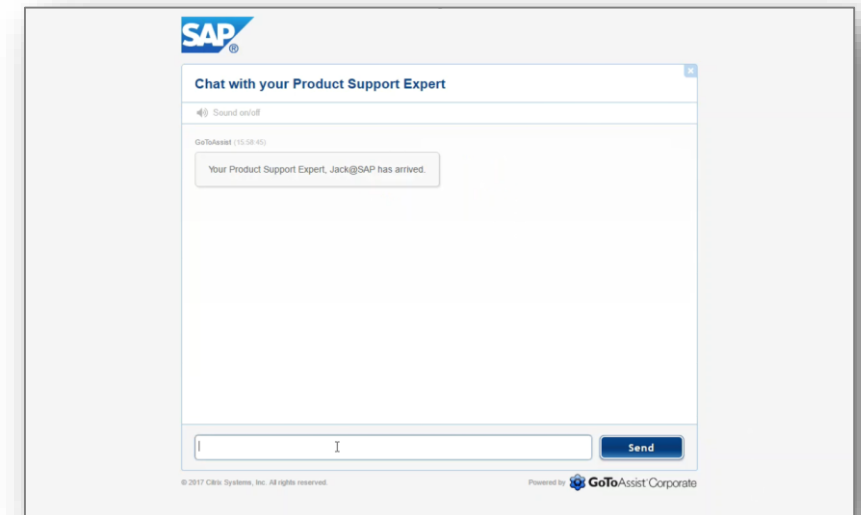 SAP®
Chat with your Product Support Expert
Sound on/off
GoToAssist (15:58:45)
Your Product Support Expert, Jack@SAP has arrived.
Send
© 2017 Citrix Systems, Inc. All rights reserved.
Powered by GoToAssist Corporate